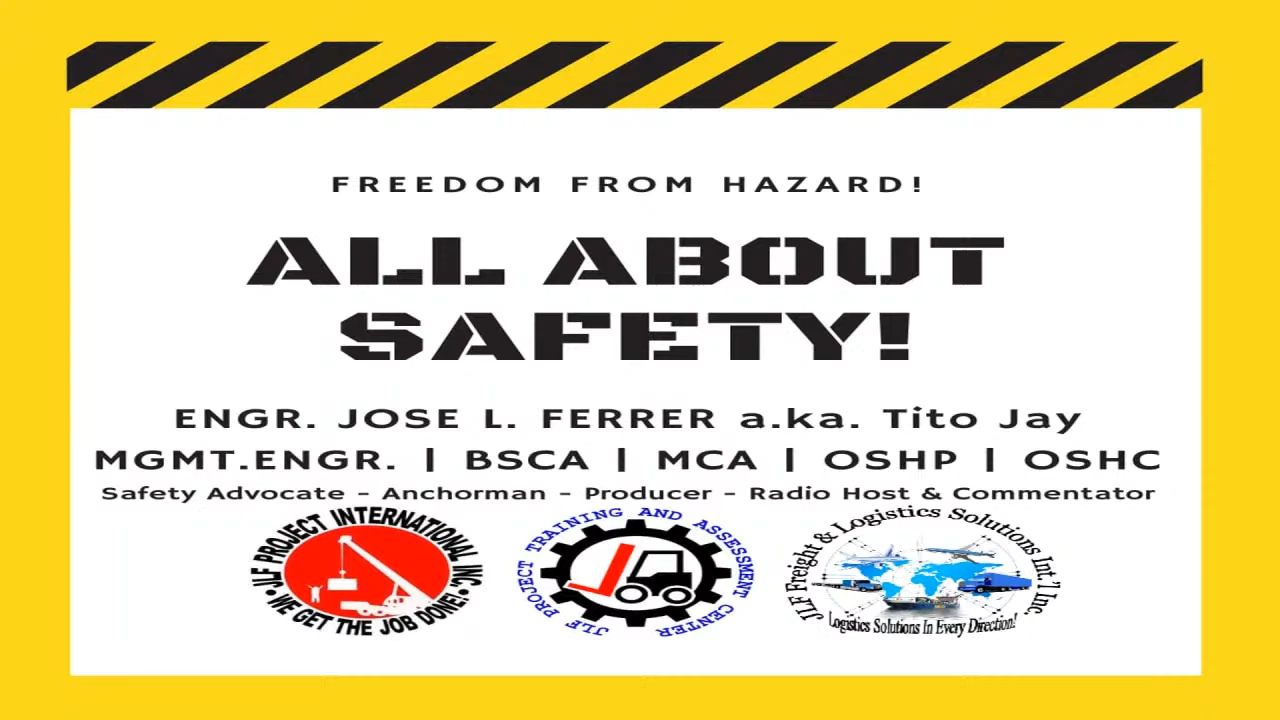 FREEDOM FROM HAZARD!
ALL ABOUT
SAFETY!
ENGR. JOSE L. FERRER a.ka. Tito Jay
MGMT.ENGR. | BSCA | MCA | OSHP | OSHC
Safety Advocate - Anchorman - Producer - Radio Host & Commentator
JLF PROJECT INTERNATIONAL INC.
• WE GET THE JOB DONE! •
JLF PROJECT TRAINING AND ASSESSMENT CENTER
JLF Freight & Logistics Solutions Int.'l Inc.
Logistics Solutions In Every Direction!